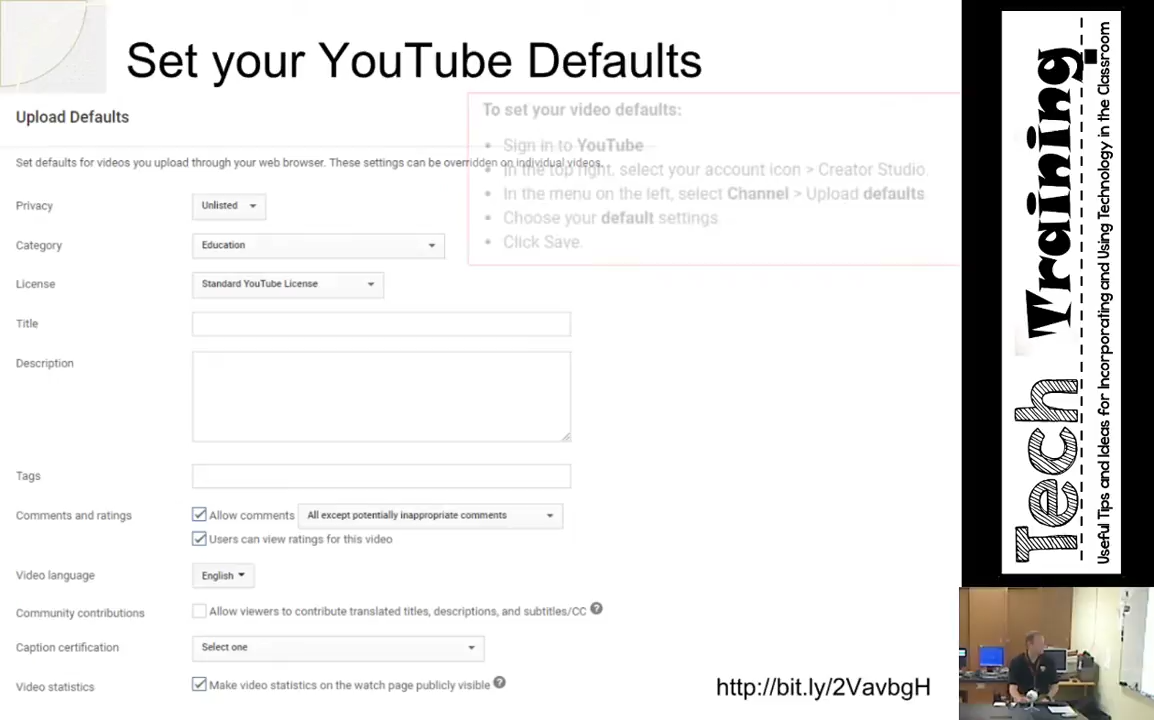 Set your YouTube Defaults
Upload Defaults
To set your video defaults:
Sign in to YouTube
In the top right, select your account icon > Creator Studio.
In the menu on the left, select Channel > Upload defaults
Choose your default settings
Click Save.
Set defaults for videos you upload through your web browser. These settings can be overridden on individual videos.
Privacy Unlisted
Category Education
License Standard YouTube License
Title
Description
Tags
Comments and ratings Allow comments All except potentially inappropriate comments
Users can view ratings for this video
Video language English
Community contributions Allow viewers to contribute translated titles, descriptions, and subtitles/CC ?
Caption certification Select one
Video statistics Make video statistics on the watch page publicly visible ?
http://bit.ly/2VavbgH
Tech Training
Useful Tips and Ideas for Incorporating and Using Technology in the Classroom